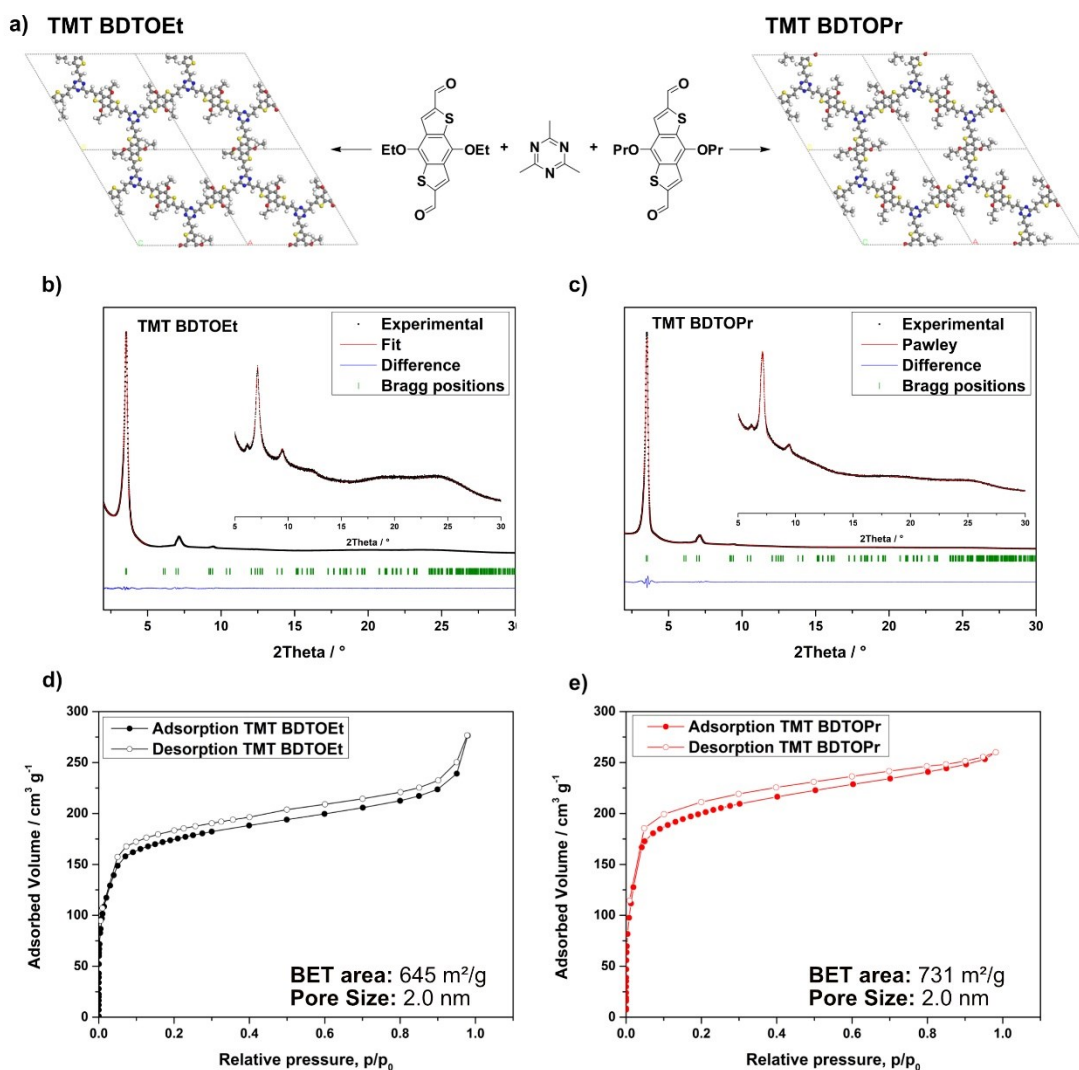 a)
TMT BDTOEt
TMT BDTOPr
O
S
EtO
OEt
S
O
+
N
N
N
+
O
S
PrO
OPr
S
O
C
A
C
A
b)
TMT BDTOEt
Experimental
Fit
Difference
Bragg positions
5 10 15 20 25 30
2Theta / °
5 10 15 20 25 30
2Theta / °
c)
TMT BDTOPr
Experimental
Pawley
Difference
Bragg positions
5 10 15 20 25 30
2Theta / °
5 10 15 20 25 30
2Theta / °
d)
Adsorption TMT BDTOEt
Desorption TMT BDTOEt
300
250
200
150
100
50
0
Adsorbed Volume / cm³ g⁻¹
BET area: 645 m²/g
Pore Size: 2.0 nm
0.0 0.2 0.4 0.6 0.8 1.0
Relative pressure, p/p₀
e)
Adsorption TMT BDTOPr
Desorption TMT BDTOPr
300
250
200
150
100
50
0
Adsorbed Volume / cm³ g⁻¹
BET area: 731 m²/g
Pore Size: 2.0 nm
0.0 0.2 0.4 0.6 0.8 1.0
Relative pressure, p/p₀